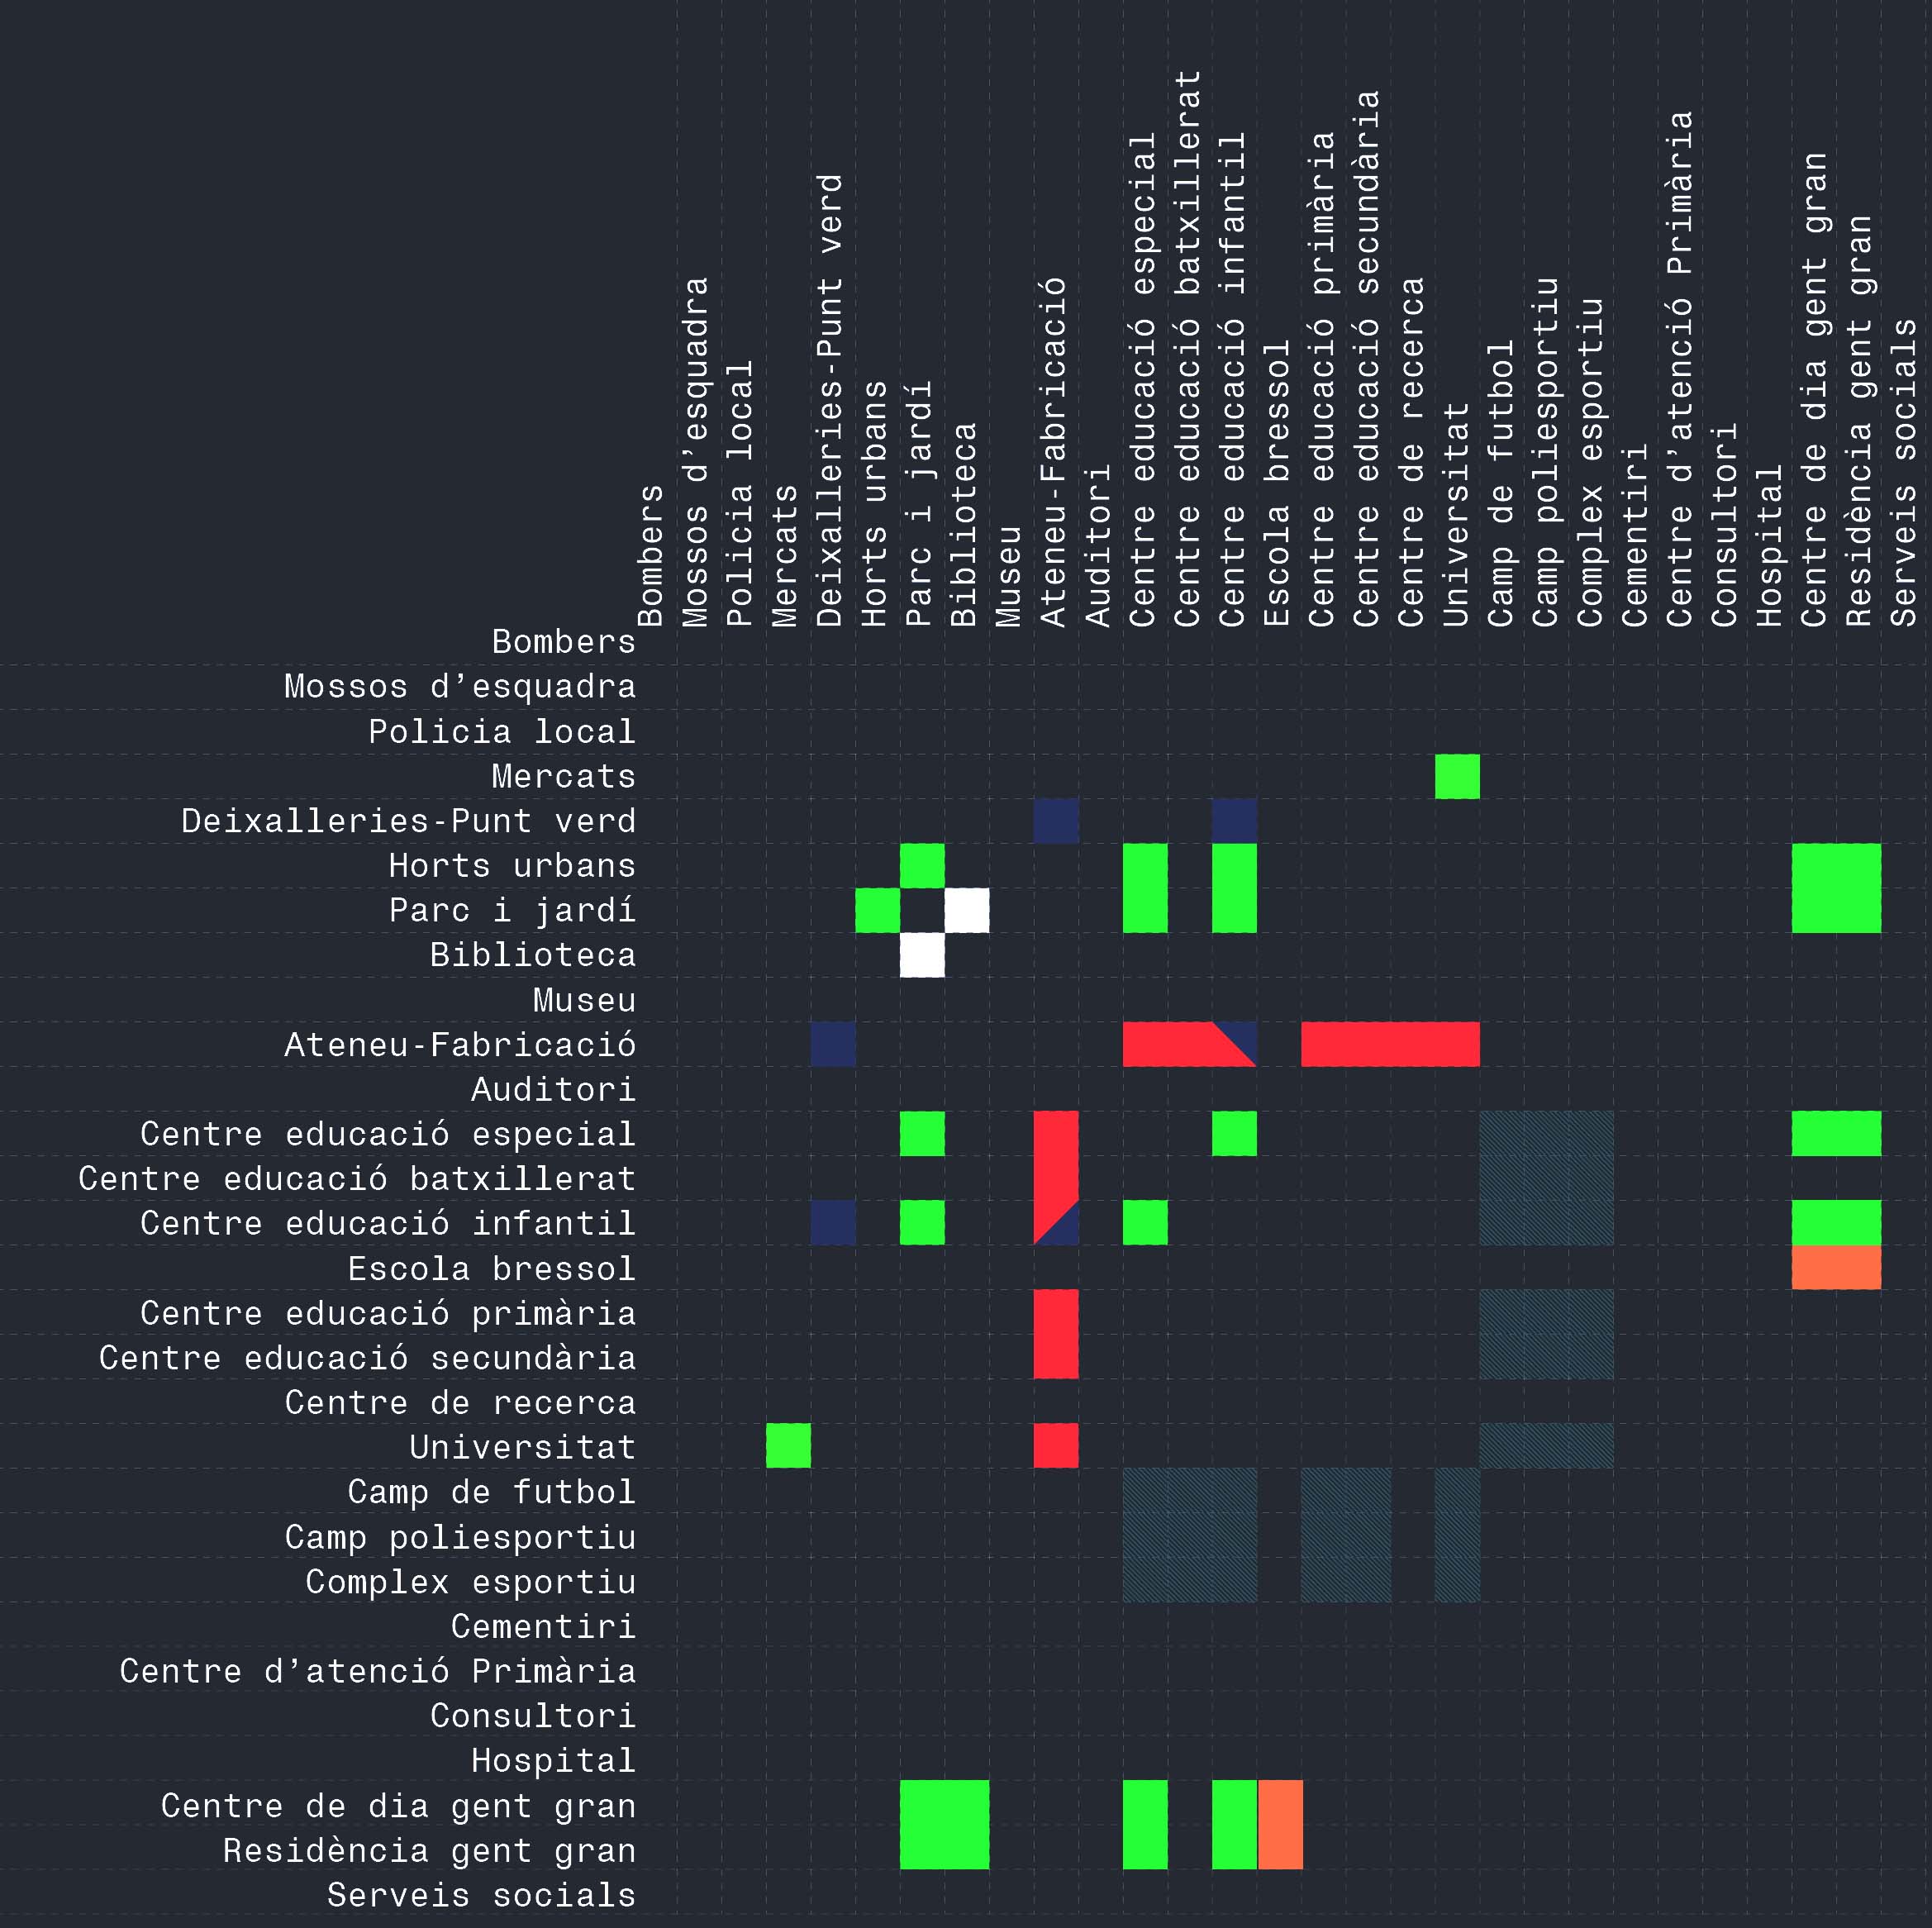 Bombers
Mossos d’esquadra
Policia local
Mercats
Deixalleries-Punt verd
Horts urbans
Parc i jardí
Biblioteca
Museu
Ateneu-Fabricació
Auditori
Centre educació especial
Centre educació batxillerat
Centre educació infantil
Escola bressol
Centre educació primària
Centre educació secundària
Centre de recerca
Universitat
Camp de futbol
Camp poliesportiu
Complex esportiu
Cementiri
Centre d’atenció Primària
Consultori
Hospital
Centre de dia gent gran
Residència gent gran
Serveis socials
Bombers
Mossos d’esquadra
Policia local
Mercats
Deixalleries-Punt verd
Horts urbans
Parc i jardí
Biblioteca
Museu
Ateneu-Fabricació
Auditori
Centre educació especial
Centre educació batxillerat
Centre educació infantil
Escola bressol
Centre educació primària
Centre educació secundària
Centre de recerca
Universitat
Camp de futbol
Camp poliesportiu
Complex esportiu
Cementiri
Centre d’atenció Primària
Consultori
Hospital
Centre de dia gent gran
Residència gent gran
Serveis socials